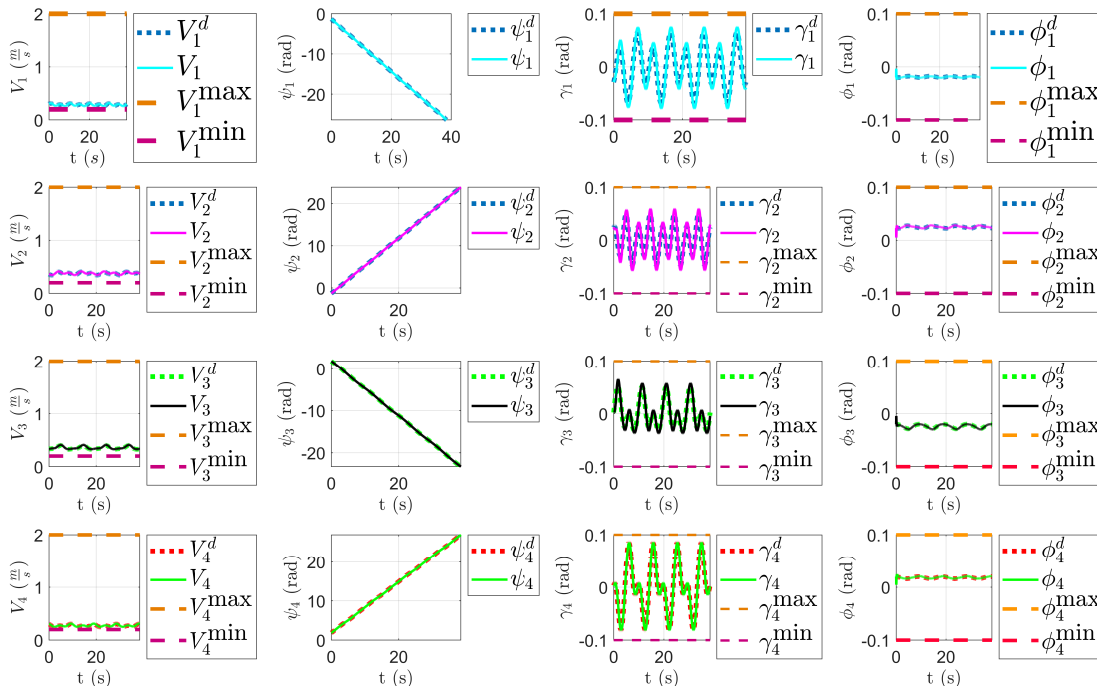 V_1 (m/s)
2
1
0
0 20
t (s)
V_1^d
V_1
V_1^max
V_1^min
ψ_1 (rad)
0
-10
-20
0 20 40
t (s)
ψ_1^d
ψ_1
γ_1 (rad)
0.1
0
-0.1
0 20
t (s)
γ_1^d
γ_1
ϕ_1 (rad)
0.1
0
-0.1
0 20
t (s)
ϕ_1^d
ϕ_1
ϕ_1^max
ϕ_1^min
V_2 (m/s)
2
1
0
0 20
t (s)
V_2^d
V_2
V_2^max
V_2^min
ψ_2 (rad)
20
10
0
0 20
t (s)
ψ_2^d
ψ_2
γ_2 (rad)
0.1
0
-0.1
0 20
t (s)
γ_2^d
γ_2
γ_2^max
γ_2^min
ϕ_2 (rad)
0.1
0
-0.1
0 20
t (s)
ϕ_2^d
ϕ_2
ϕ_2^max
ϕ_2^min
V_3 (m/s)
2
1
0
0 20
t (s)
V_3^d
V_3
V_3^max
V_3^min
ψ_3 (rad)
0
-10
-20
0 20
t (s)
ψ_3^d
ψ_3
γ_3 (rad)
0.1
0
-0.1
0 20
t (s)
γ_3^d
γ_3
γ_3^max
γ_3^min
ϕ_3 (rad)
0.1
0
-0.1
0 20
t (s)
ϕ_3^d
ϕ_3
ϕ_3^max
ϕ_3^min
V_4 (m/s)
2
1
0
0 20
t (s)
V_4^d
V_4
V_4^max
V_4^min
ψ_4 (rad)
20
10
0
0 20
t (s)
ψ_4^d
ψ_4
γ_4 (rad)
0.1
0
-0.1
0 20
t (s)
γ_4^d
γ_4
γ_4^max
γ_4^min
ϕ_4 (rad)
0.1
0
-0.1
0 20
t (s)
ϕ_4^d
ϕ_4
ϕ_4^max
ϕ_4^min